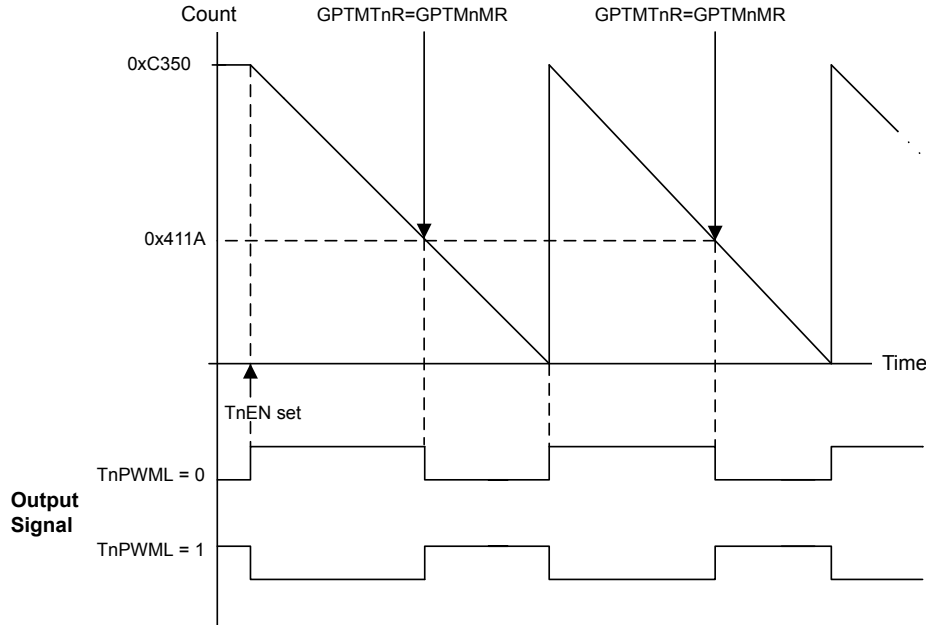 Count
GPTMTnR=GPTMnMR
GPTMTnR=GPTMnMR
0xC350
0x411A
Time
TnEN set
TnPWML = 0
Output
Signal
TnPWML = 1